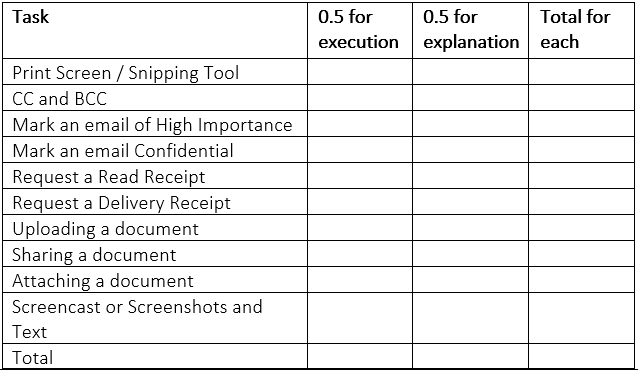 Task 0.5 for execution 0.5 for explanation Total for each
Print Screen / Snipping Tool
CC and BCC
Mark an email of High Importance
Mark an email Confidential
Request a Read Receipt
Request a Delivery Receipt
Uploading a document
Sharing a document
Attaching a document
Screencast or Screenshots and
Text
Total